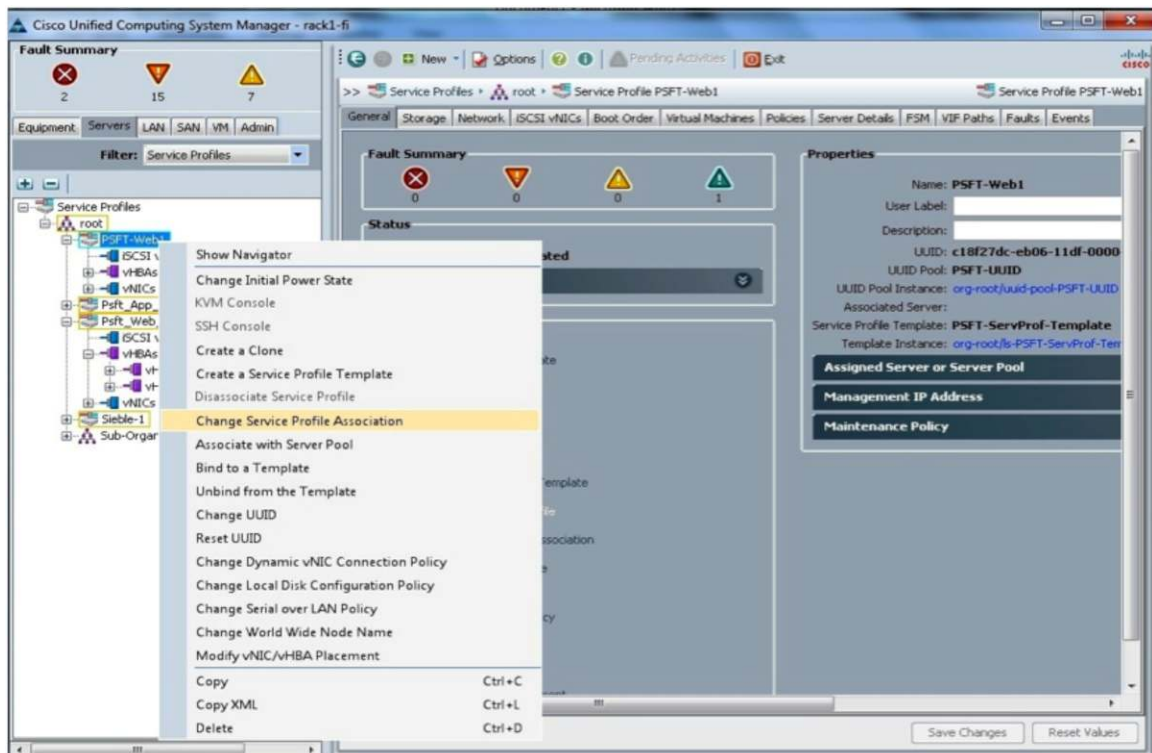 Cisco Unified Computing System Manager - rack1-fi
Fault Summary
2 15 7
Equipment Servers LAN SAN VM Admin
Filter: Service Profiles
Service Profiles
root
PSFT-Web1
iSCSI
vHBAs
vNICs
Psft_App_
Psft_Web_
iSCSI
vHBAs
vNICs
Sieble-1
Sub-Organ
Show Navigator
Change Initial Power State
KVM Console
SSH Console
Create a Clone
Create a Service Profile Template
Disassociate Service Profile
Change Service Profile Association
Associate with Server Pool
Bind to a Template
Unbind from the Template
Change UUID
Reset UUID
Change Dynamic vNIC Connection Policy
Change Local Disk Configuration Policy
Change Serial over LAN Policy
Change World Wide Node Name
Modify vNIC/vHBA Placement
Copy Ctrl+C
Copy XML Ctrl+L
Delete Ctrl+D
New Options Pending Activities Exit
CISCO
>> Service Profiles root Service Profile PSFT-Web1 Service Profile PSFT-Web1
General Storage Network iSCSI vNICs Boot Order Virtual Machines Policies Server Details FSM VIF Paths Faults Events
Fault Summary
0 0 0 1
Status
ated
ate
emplate
ile
ssociation
cy
Properties
Name: PSFT-Web1
User Label:
Description:
UUID: c18f27dc-eb06-11df-0000-
UUID Pool: PSFT-UUID
UUID Pool Instance: org-root/uuid-pool-PSFT-UUID
Associated Server:
Service Profile Template: PSFT-ServProf-Template
Template Instance: org-root/ls-PSFT-ServProf-Tem
Assigned Server or Server Pool
Management IP Address
Maintenance Policy
Save Changes Reset Values